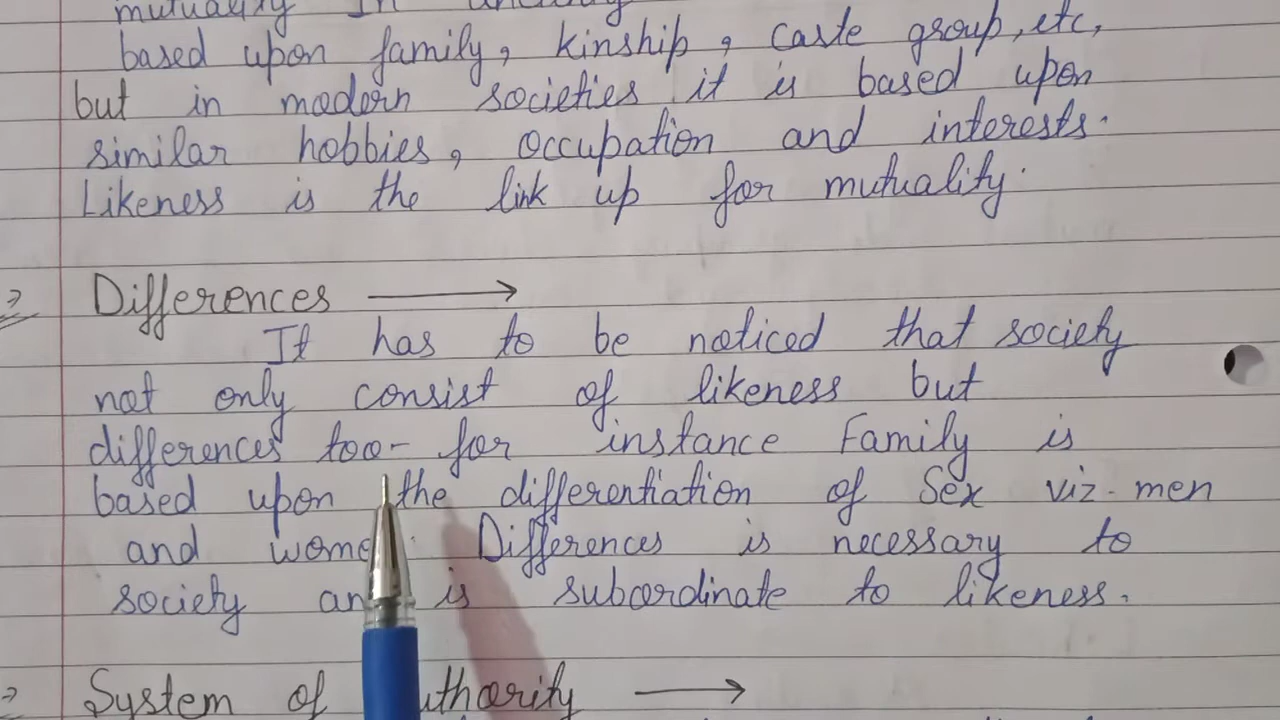 mutuality In
based upon family, kinship, caste group, etc,
but in modern societies it is based upon
similar hobbies, occupation and interests.
Likeness is the link up for mutuality.
Differences →
It has to be noticed that society
not only consist of likeness but
differences too- for instance Family is
based upon the differentiation of Sex viz. men
and Differences is necessary to
society is subordinate to likeness.
System of →